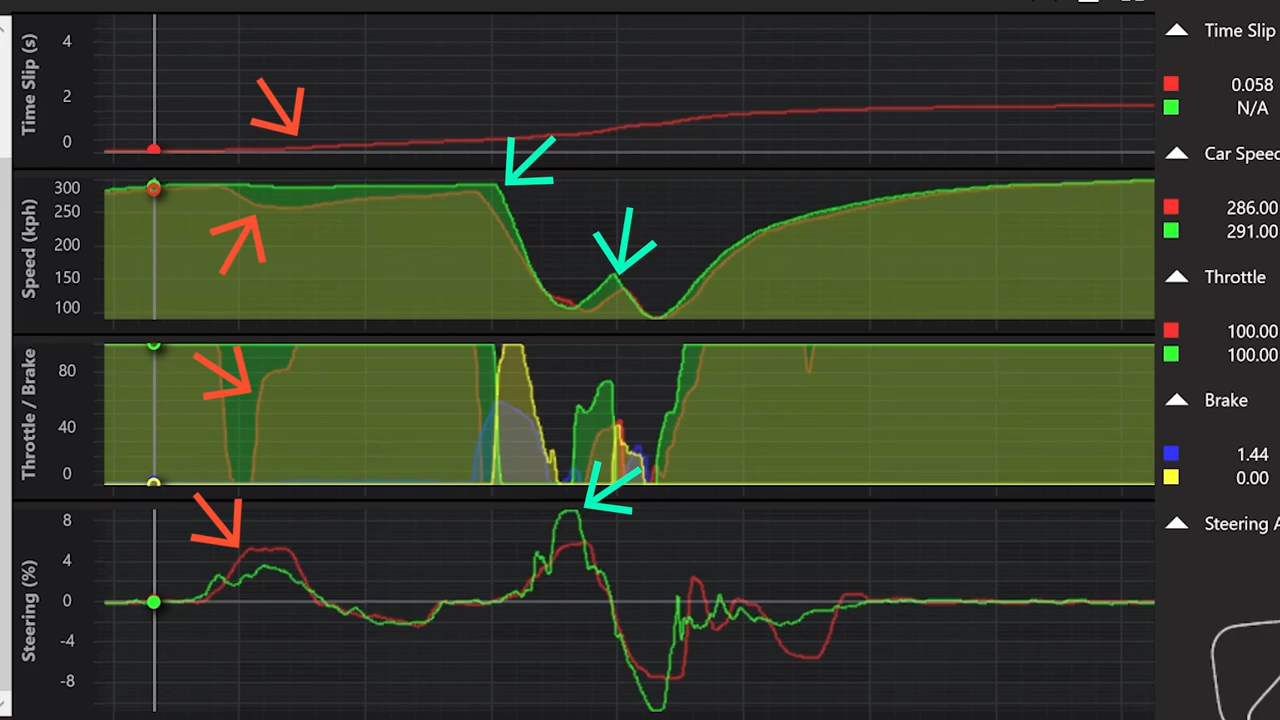 Time Slip (s)
4
2
0
Speed (kph)
300
250
200
150
100
Throttle / Brake
80
40
0
Steering (%)
8
4
0
-4
-8
Time Slip
0.058
N/A
Car Speed
286.00
291.00
Throttle
100.00
100.00
Brake
1.44
0.00
Steering A